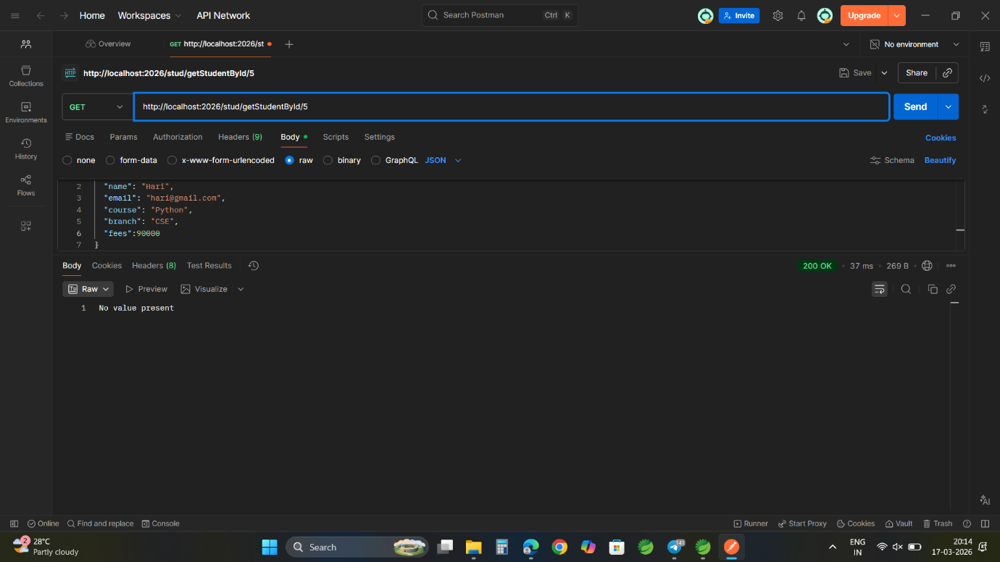 Home
Workspaces
API Network
Search Postman
Ctrl
K
Invite
Upgrade
Overview
GET http://localhost:2026/st
No environment
HTTP
http://localhost:2026/stud/getStudentById/5
Save
Share
GET
http://localhost:2026/stud/getStudentById/5
Send
Docs
Params
Authorization
Headers (9)
Body
Scripts
Settings
Cookies
none
form-data
x-www-form-urlencoded
raw
binary
GraphQL
JSON
Schema
Beautify
2 "name": "Hari",
3 "email": "hari@gmail.com",
4 "course": "Python",
5 "branch": "CSE",
6 "fees":90000
7 }
Body
Cookies
Headers (8)
Test Results
200 OK
37 ms
269 B
Raw
Preview
Visualize
1 No value present
Collections
Environments
History
Flows
AI
Online
Find and replace
Console
Runner
Start Proxy
Cookies
Vault
Trash
2
28°C
Partly cloudy
Search
141
ENG
IN
20:14
17-03-2026